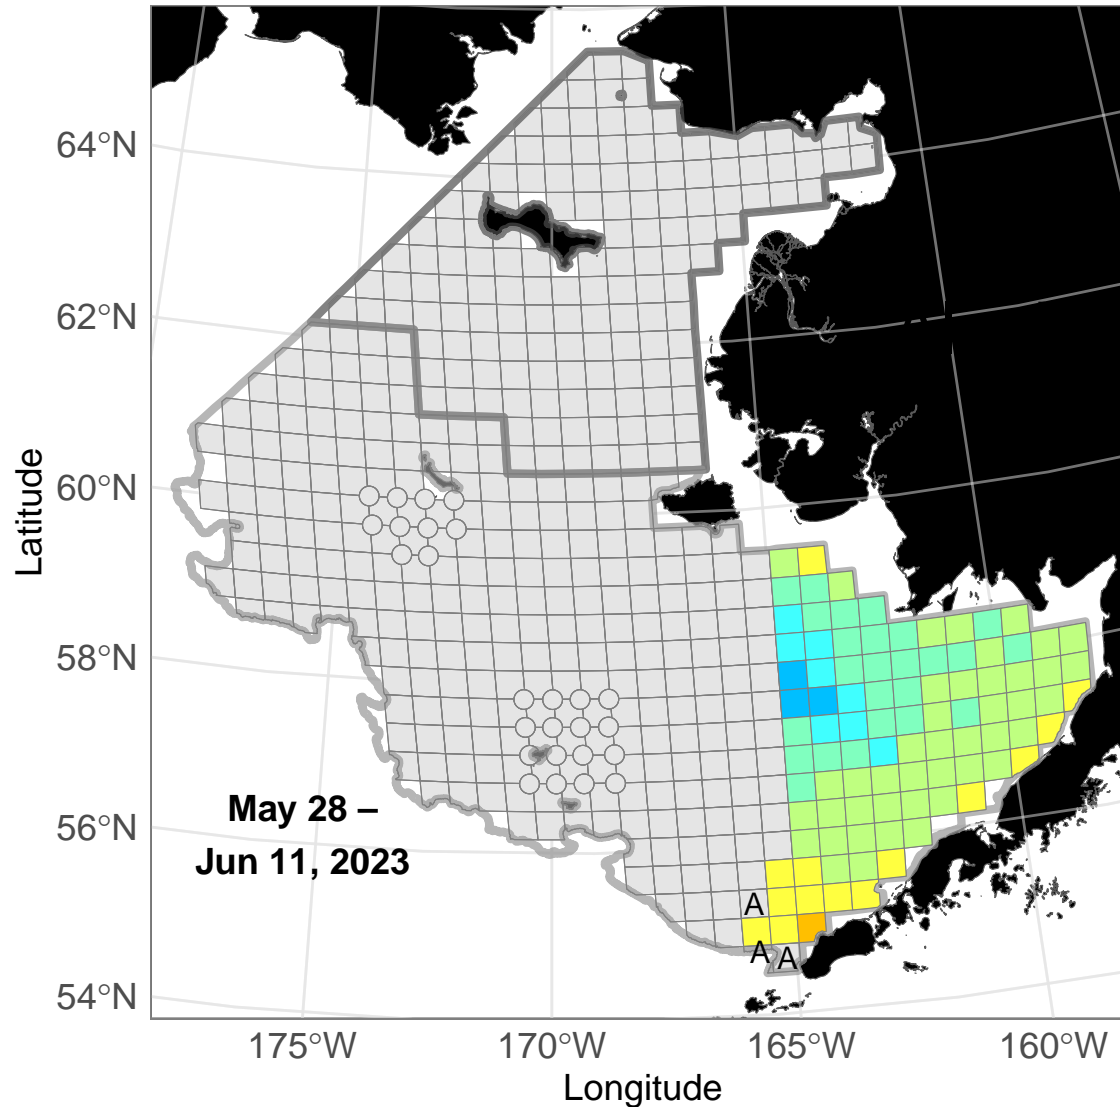 64°N
62°N
60°N
58°N
56°N
54°N
Latitude
May 28 –
Jun 11, 2023
A
A
A
175°W
170°W
165°W
160°W
Longitude